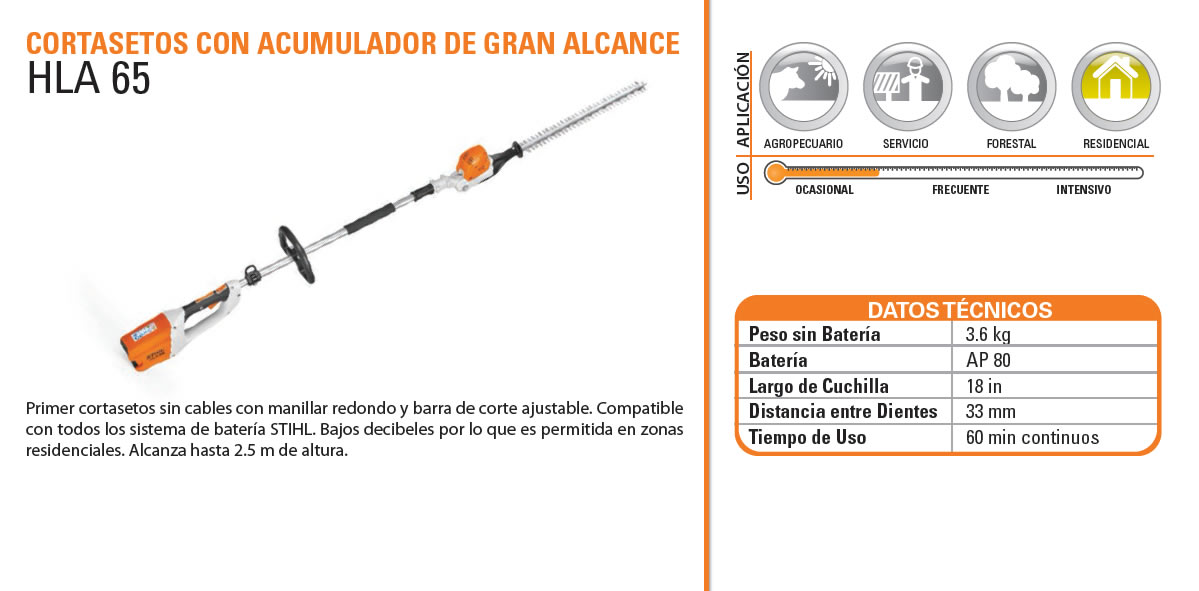 CORTASETOS CON ACUMULADOR DE GRAN ALCANCE
HLA 65
Primer cortasetos sin cables con manillar redondo y barra de corte ajustable. Compatible
con todos los sistema de batería STIHL. Bajos decibeles por lo que es permitida en zonas
residenciales. Alcanza hasta 2.5 m de altura.
APLICACIÓN
AGROPECUARIO SERVICIO FORESTAL RESIDENCIAL
USO
OCASIONAL FRECUENTE INTENSIVO
DATOS TÉCNICOS
Peso sin Batería 3.6 kg
Batería AP 80
Largo de Cuchilla 18 in
Distancia entre Dientes 33 mm
Tiempo de Uso 60 min continuos